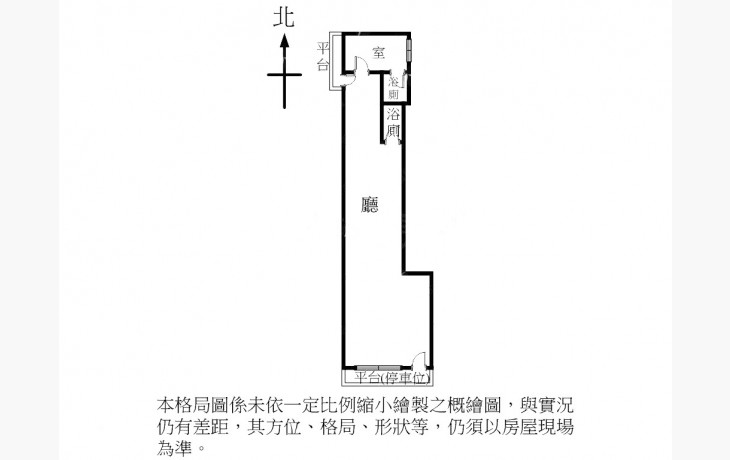 北
平台
室
浴廁
浴廁
廳
平台(停車位)
本格局圖係未依一定比例縮小繪製之概繪圖，與實況
仍有差距，其方位、格局、形狀等，仍須以房屋現場
為準。